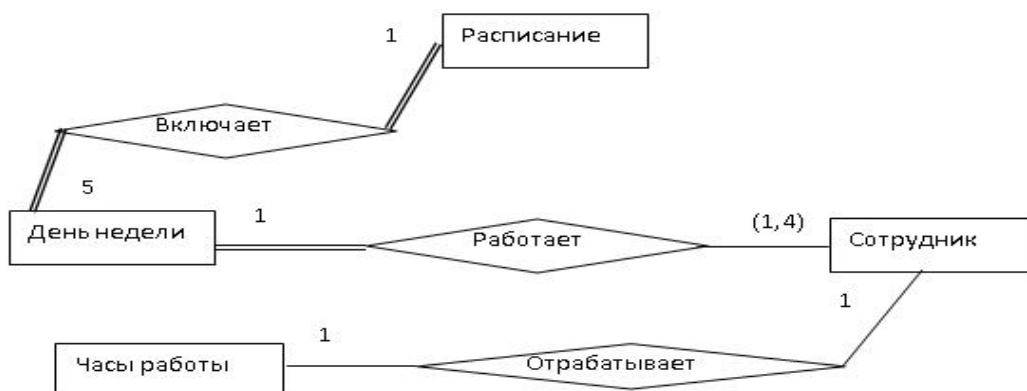 1
Расписание
Включает
5
День недели
1
Работает
(1, 4)
Сотрудник
1
1
Часы работы
Отрабатывает